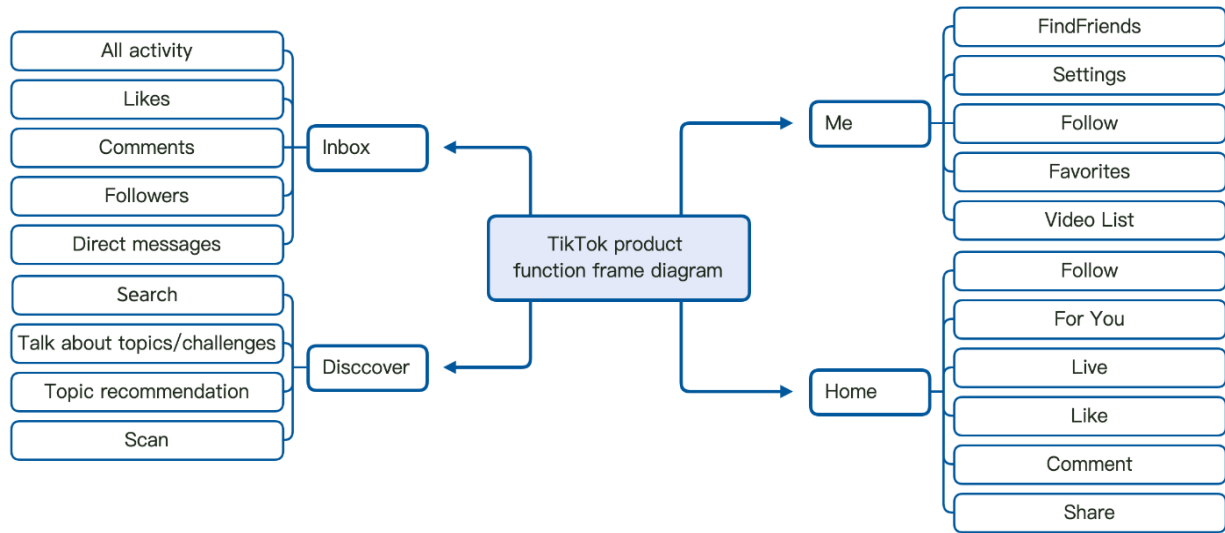 All activity
Likes
Comments
Followers
Direct messages
Inbox
Search
Talk about topics/challenges
Topic recommendation
Scan
Disccover
TikTok product
function frame diagram
Me
FindFriends
Settings
Follow
Favorites
Video List
Home
Follow
For You
Live
Like
Comment
Share